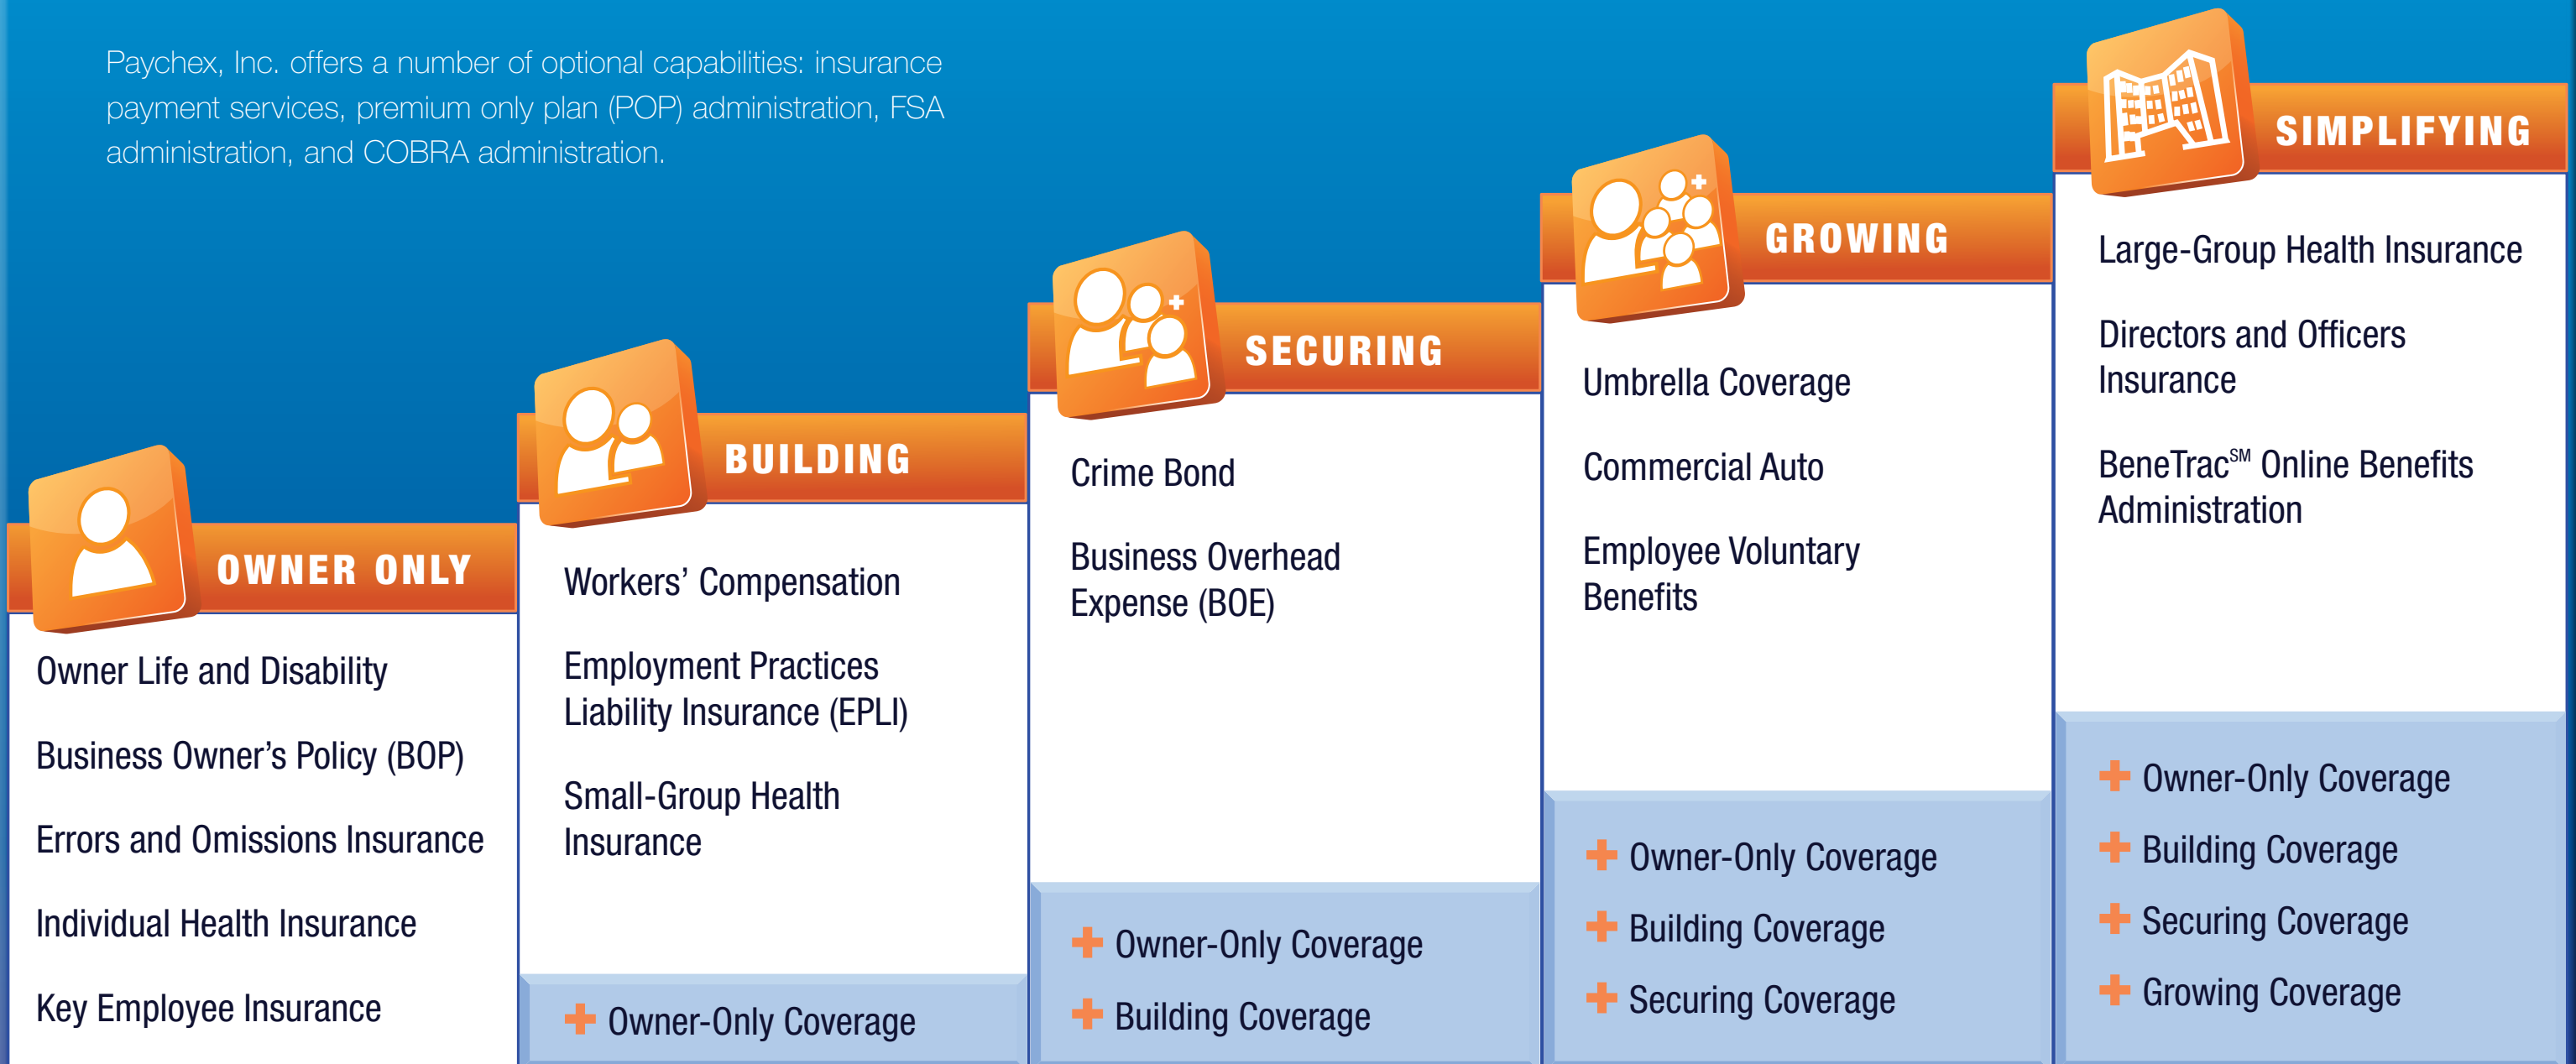 Paychex, Inc. offers a number of optional capabilities: insurance
payment services, premium only plan (POP) administration, FSA
administration, and COBRA administration.
OWNER ONLY
Owner Life and Disability
Business Owner’s Policy (BOP)
Errors and Omissions Insurance
Individual Health Insurance
Key Employee Insurance
BUILDING
Workers’ Compensation
Employment Practices
Liability Insurance (EPLI)
Small-Group Health
Insurance
+ Owner-Only Coverage
SECURING
Crime Bond
Business Overhead
Expense (BOE)
+ Owner-Only Coverage
+ Building Coverage
GROWING
Umbrella Coverage
Commercial Auto
Employee Voluntary
Benefits
+ Owner-Only Coverage
+ Building Coverage
+ Securing Coverage
SIMPLIFYING
Large-Group Health Insurance
Directors and Officers
Insurance
BeneTrac℠ Online Benefits
Administration
+ Owner-Only Coverage
+ Building Coverage
+ Securing Coverage
+ Growing Coverage